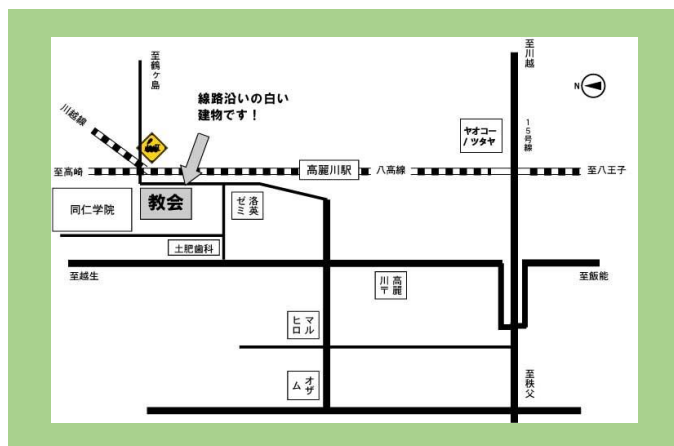 至鶴ヶ島
線路沿いの白い
建物です！
川越線
至川越
N
15号線
ヤオコー
/ツタヤ
至高崎
高麗川駅
八高線
至八王子
同仁学院
教会
洛英
ゼミ
土肥歯科
至越生
高麗
川〒
至飯能
マル
ヒロ
オザ
ム
至秩父